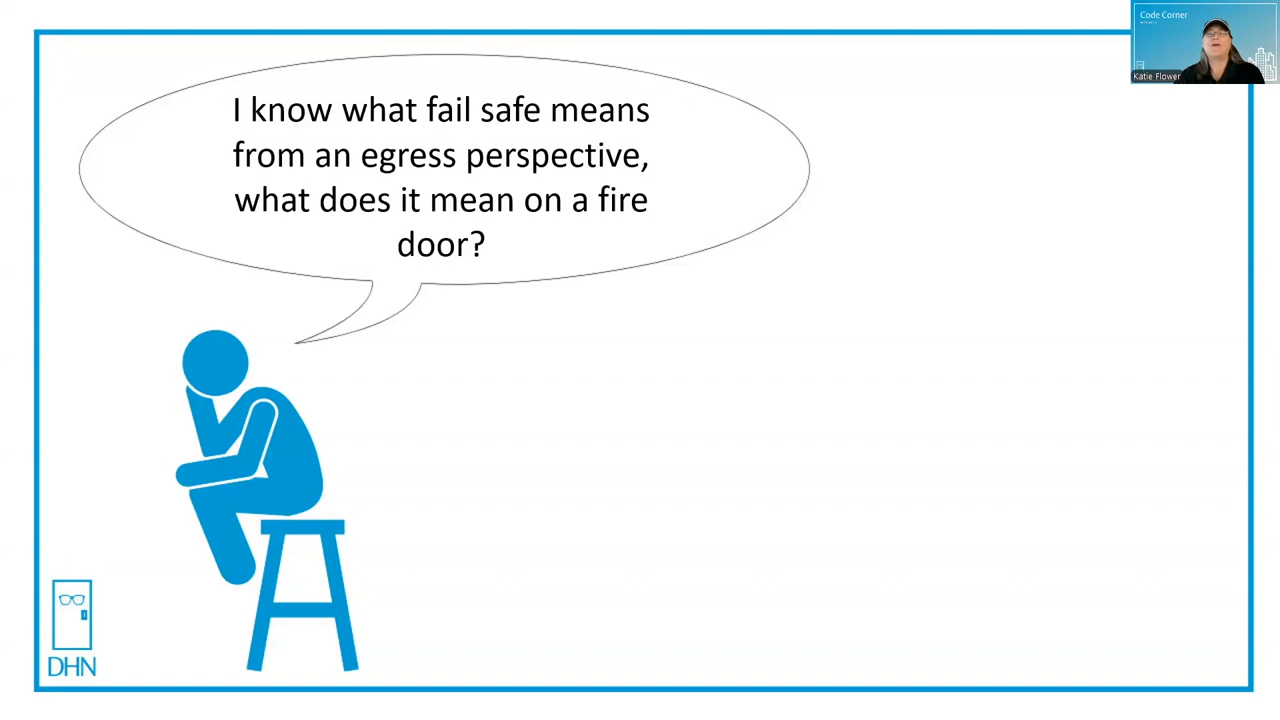 Code Corner
Katie Flower
I know what fail safe means
from an egress perspective,
what does it mean on a fire
door?
DHN